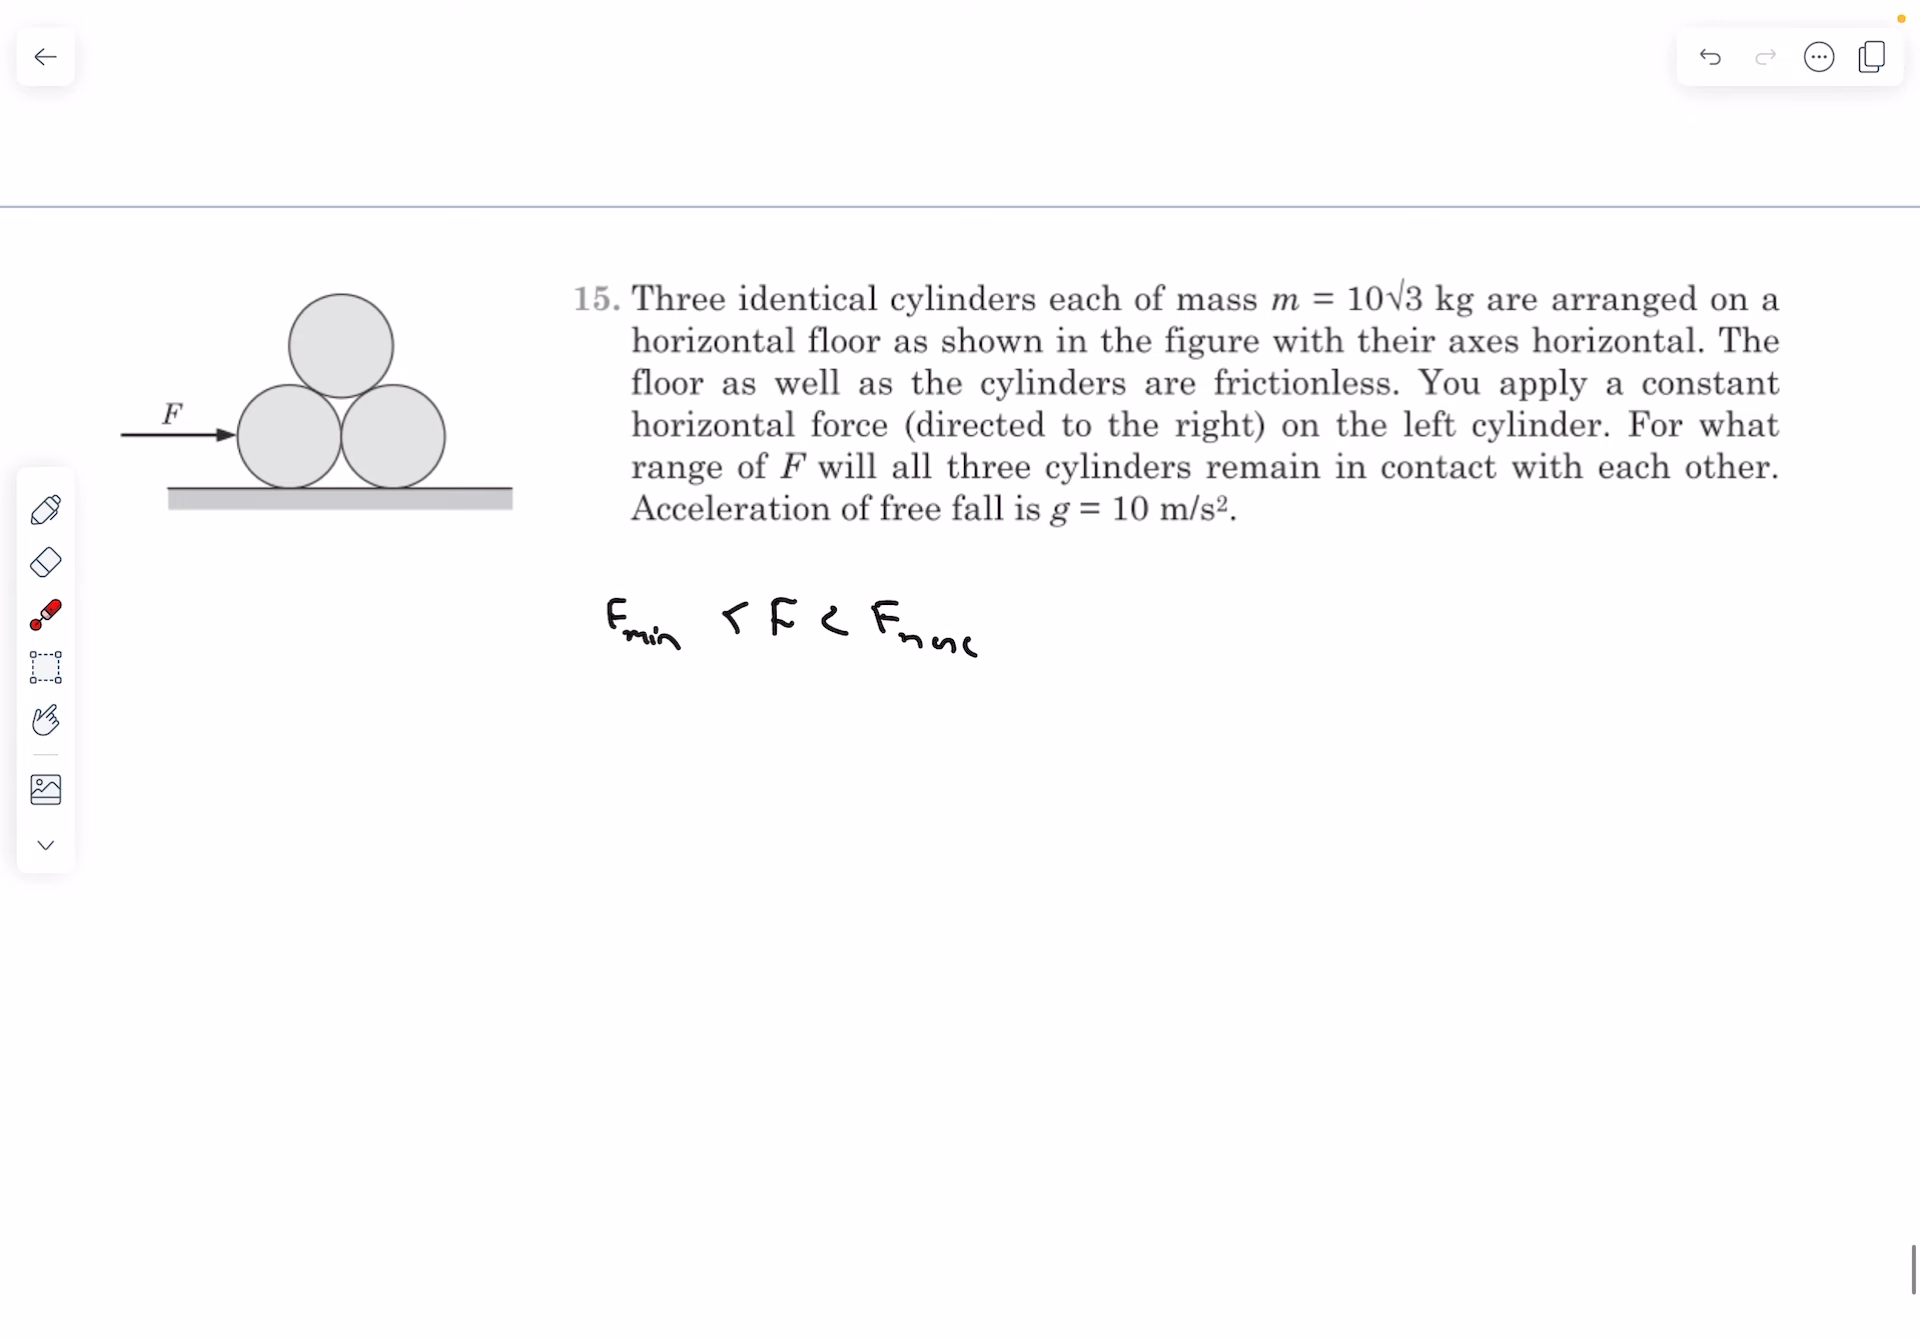 F
15. Three identical cylinders each of mass m = 10√3 kg are arranged on a
horizontal floor as shown in the figure with their axes horizontal. The
floor as well as the cylinders are frictionless. You apply a constant
horizontal force (directed to the right) on the left cylinder. For what
range of F will all three cylinders remain in contact with each other.
Acceleration of free fall is g = 10 m/s².
F_min < F < F